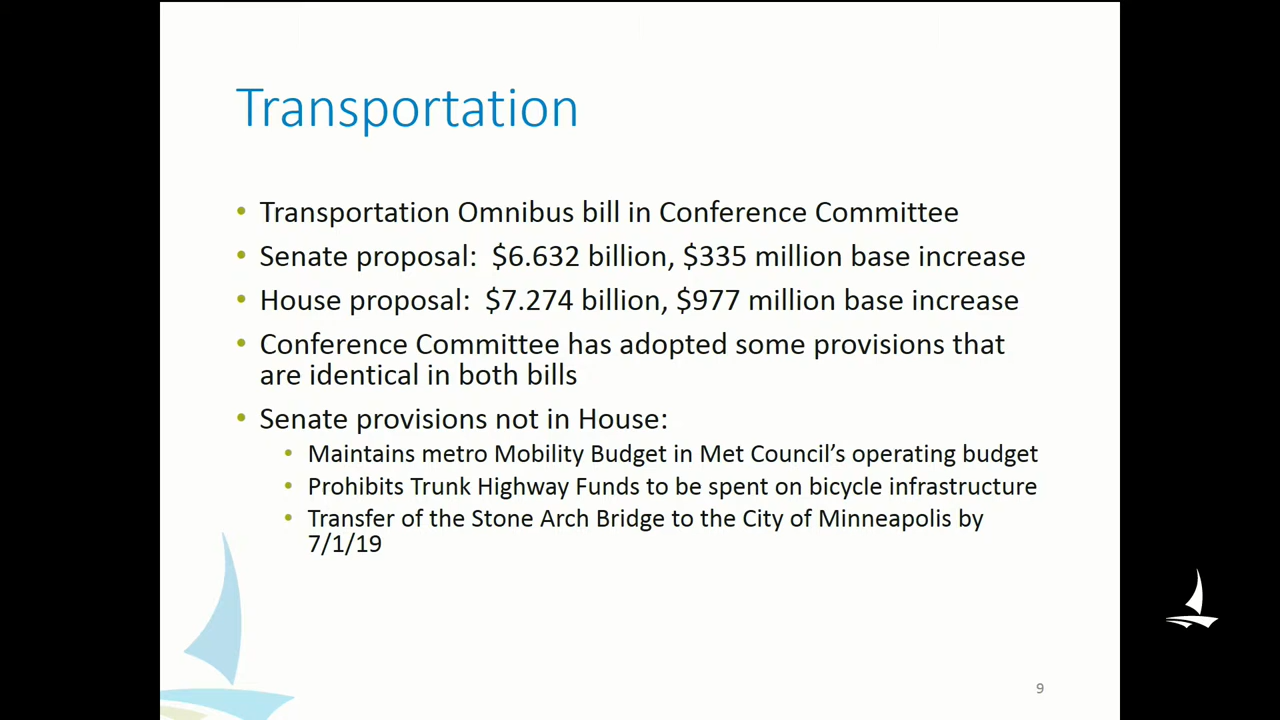 Transportation
• Transportation Omnibus bill in Conference Committee
• Senate proposal:  $6.632 billion, $335 million base increase
• House proposal:  $7.274 billion, $977 million base increase
• Conference Committee has adopted some provisions that
are identical in both bills
• Senate provisions not in House:
• Maintains metro Mobility Budget in Met Council’s operating budget
• Prohibits Trunk Highway Funds to be spent on bicycle infrastructure
• Transfer of the Stone Arch Bridge to the City of Minneapolis by
7/1/19
9